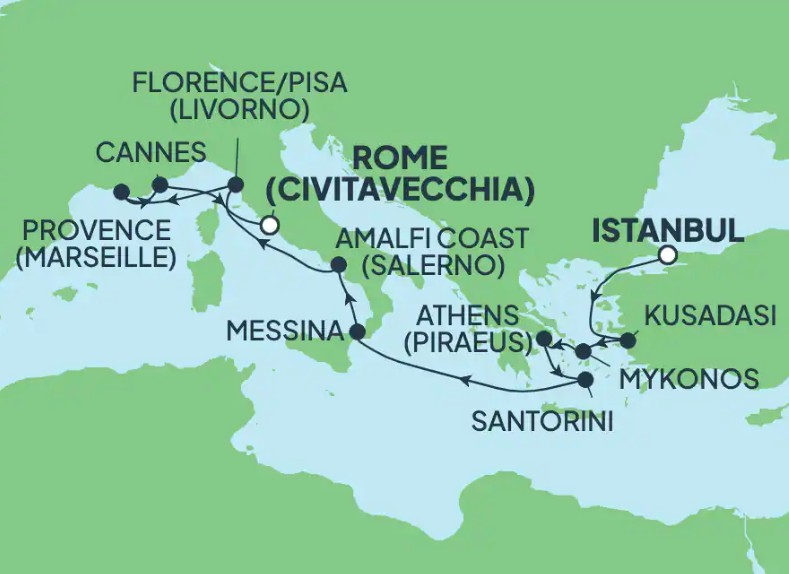 FLORENCE/PISA
(LIVORNO)
CANNES
ROME
(CIVITAVECCHIA)
PROVENCE
(MARSEILLE)
AMALFI COAST
(SALERNO)
ISTANBUL
MESSINA
ATHENS
(PIRAEUS)
KUSADASI
MYKONOS
SANTORINI